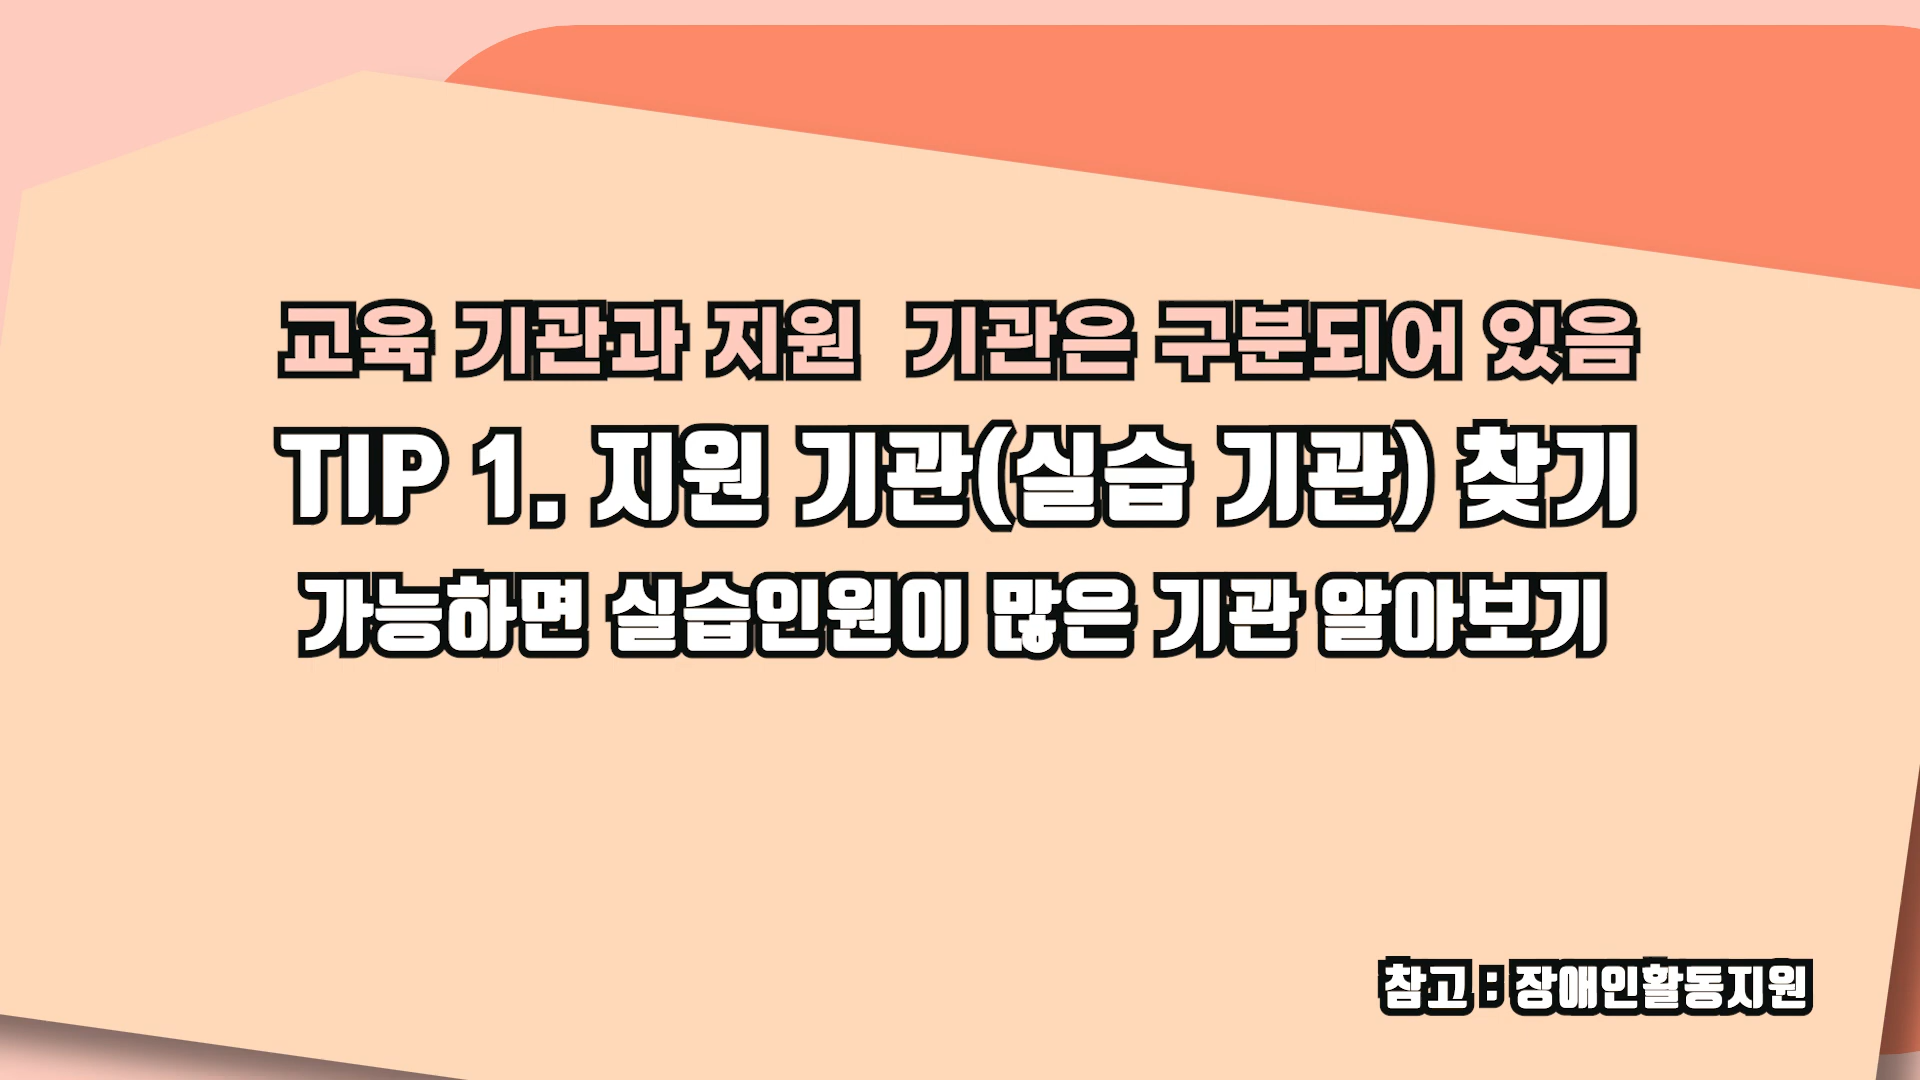 교육 기관과 지원  기관은 구분되어 있음
TIP 1. 지원 기관(실습 기관) 찾기
가능하면 실습인원이 많은 기관 알아보기
참고 : 장애인활동지원